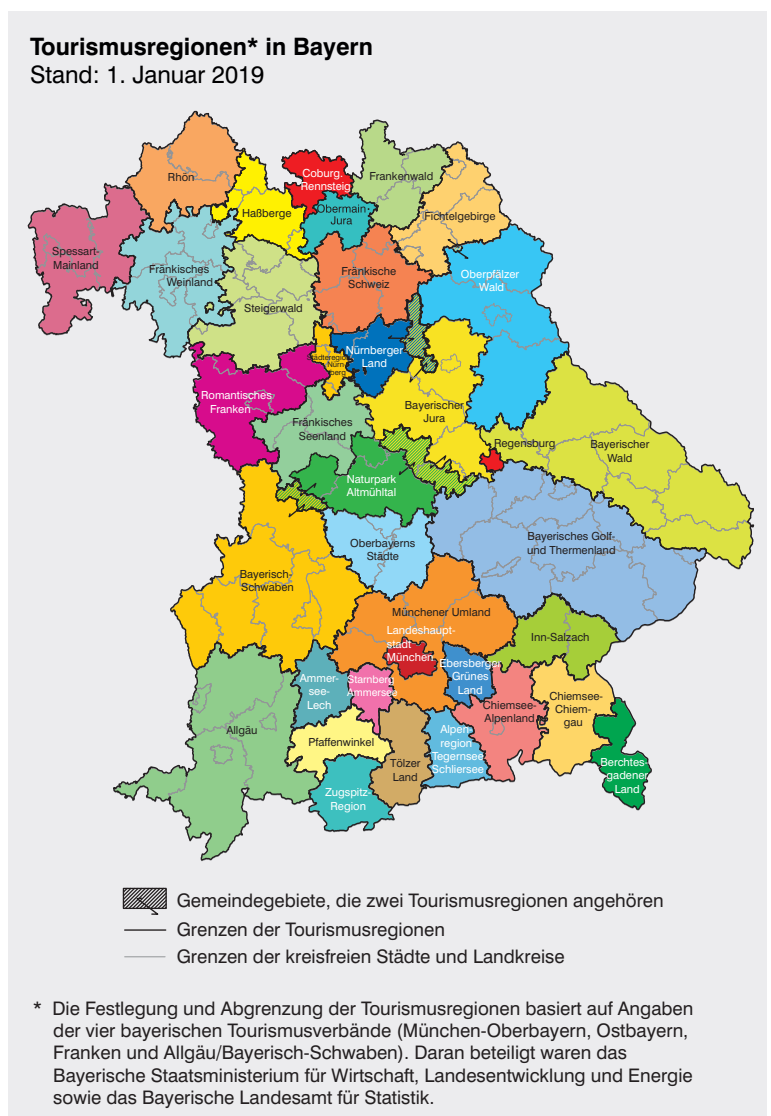 Tourismusregionen* in Bayern
Stand: 1. Januar 2019
Rhön
Coburg.
Rennsteig
Frankenwald
Haßberge
Obermain-
Jura
Fichtelgebirge
Spessart-
Mainland
Fränkisches
Weinland
Fränkische
Schweiz
Oberpfälzer
Wald
Steigerwald
Städteregion
Nürn-
berg
Nürnberger
Land
Romantisches
Franken
Bayerischer
Jura
Fränkisches
Seenland
Regensburg
Bayerischer
Wald
Naturpark
Altmühltal
Oberbayerns
Städte
Bayerisches Golf-
und Thermenland
Bayerisch-
Schwaben
Münchener Umland
Landeshaupt-
stadt
München
Inn-Salzach
Ebersberger
Grünes
Land
Ammer-
see-
Lech
Starnberg
Ammersee
Chiemsee-
Alpenland
Chiemsee-
Chiem-
gau
Allgäu
Pfaffenwinkel
Tölzer
Land
Alpen-
region
Tegernsee
Schliersee
Berchtes-
gadener
Land
Zugspitz-
Region
Gemeindegebiete, die zwei Tourismusregionen angehören
Grenzen der Tourismusregionen
Grenzen der kreisfreien Städte und Landkreise
* Die Festlegung und Abgrenzung der Tourismusregionen basiert auf Angaben
der vier bayerischen Tourismusverbände (München-Oberbayern, Ostbayern,
Franken und Allgäu/Bayerisch-Schwaben). Daran beteiligt waren das
Bayerische Staatsministerium für Wirtschaft, Landesentwicklung und Energie
sowie das Bayerische Landesamt für Statistik.